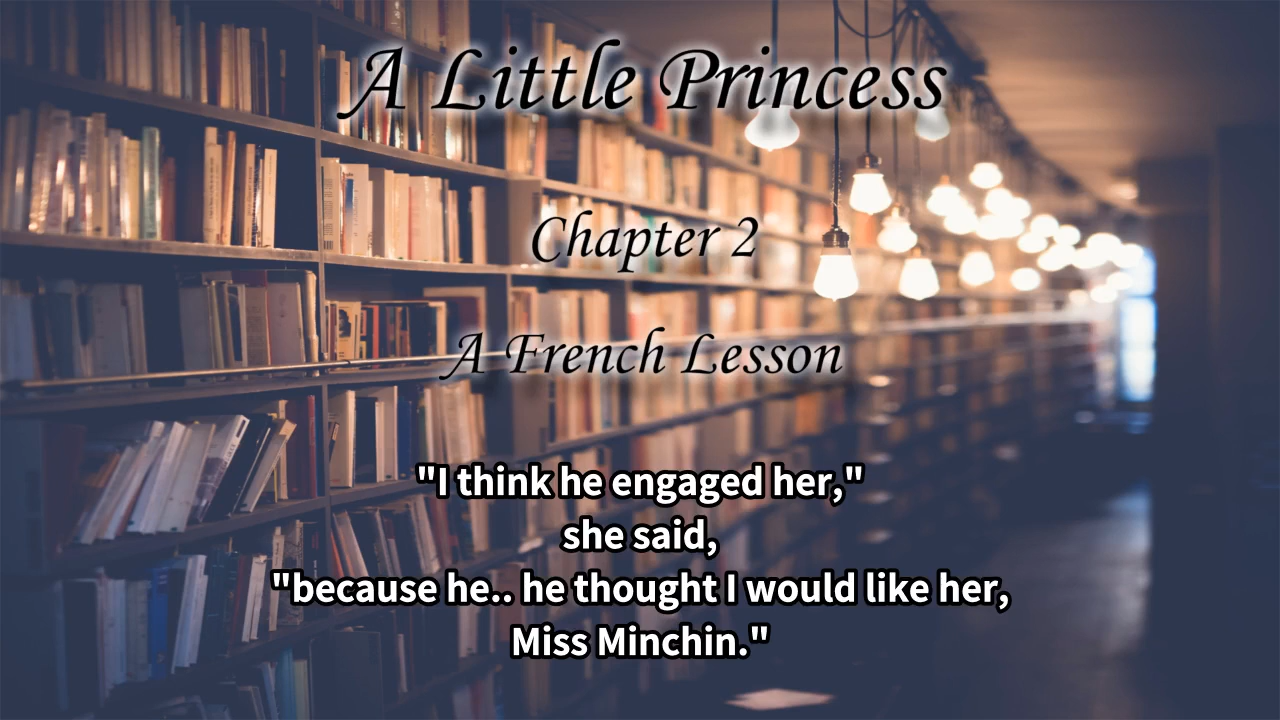 A Little Princess
Chapter 2
A French Lesson
"I think he engaged her,"
she said,
"because he.. he thought I would like her,
Miss Minchin."